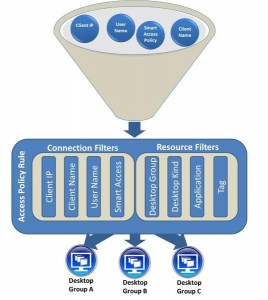 Client IP
User
Name
Smart
Access
Policy
Client
Name
Access Policy Rule
Connection Filters
Resource Filters
Client IP
Client Name
User Name
Smart Access
Desktop Group
Desktop Kind
Application
Tag
Desktop
Group A
Desktop
Group B
Desktop
Group C